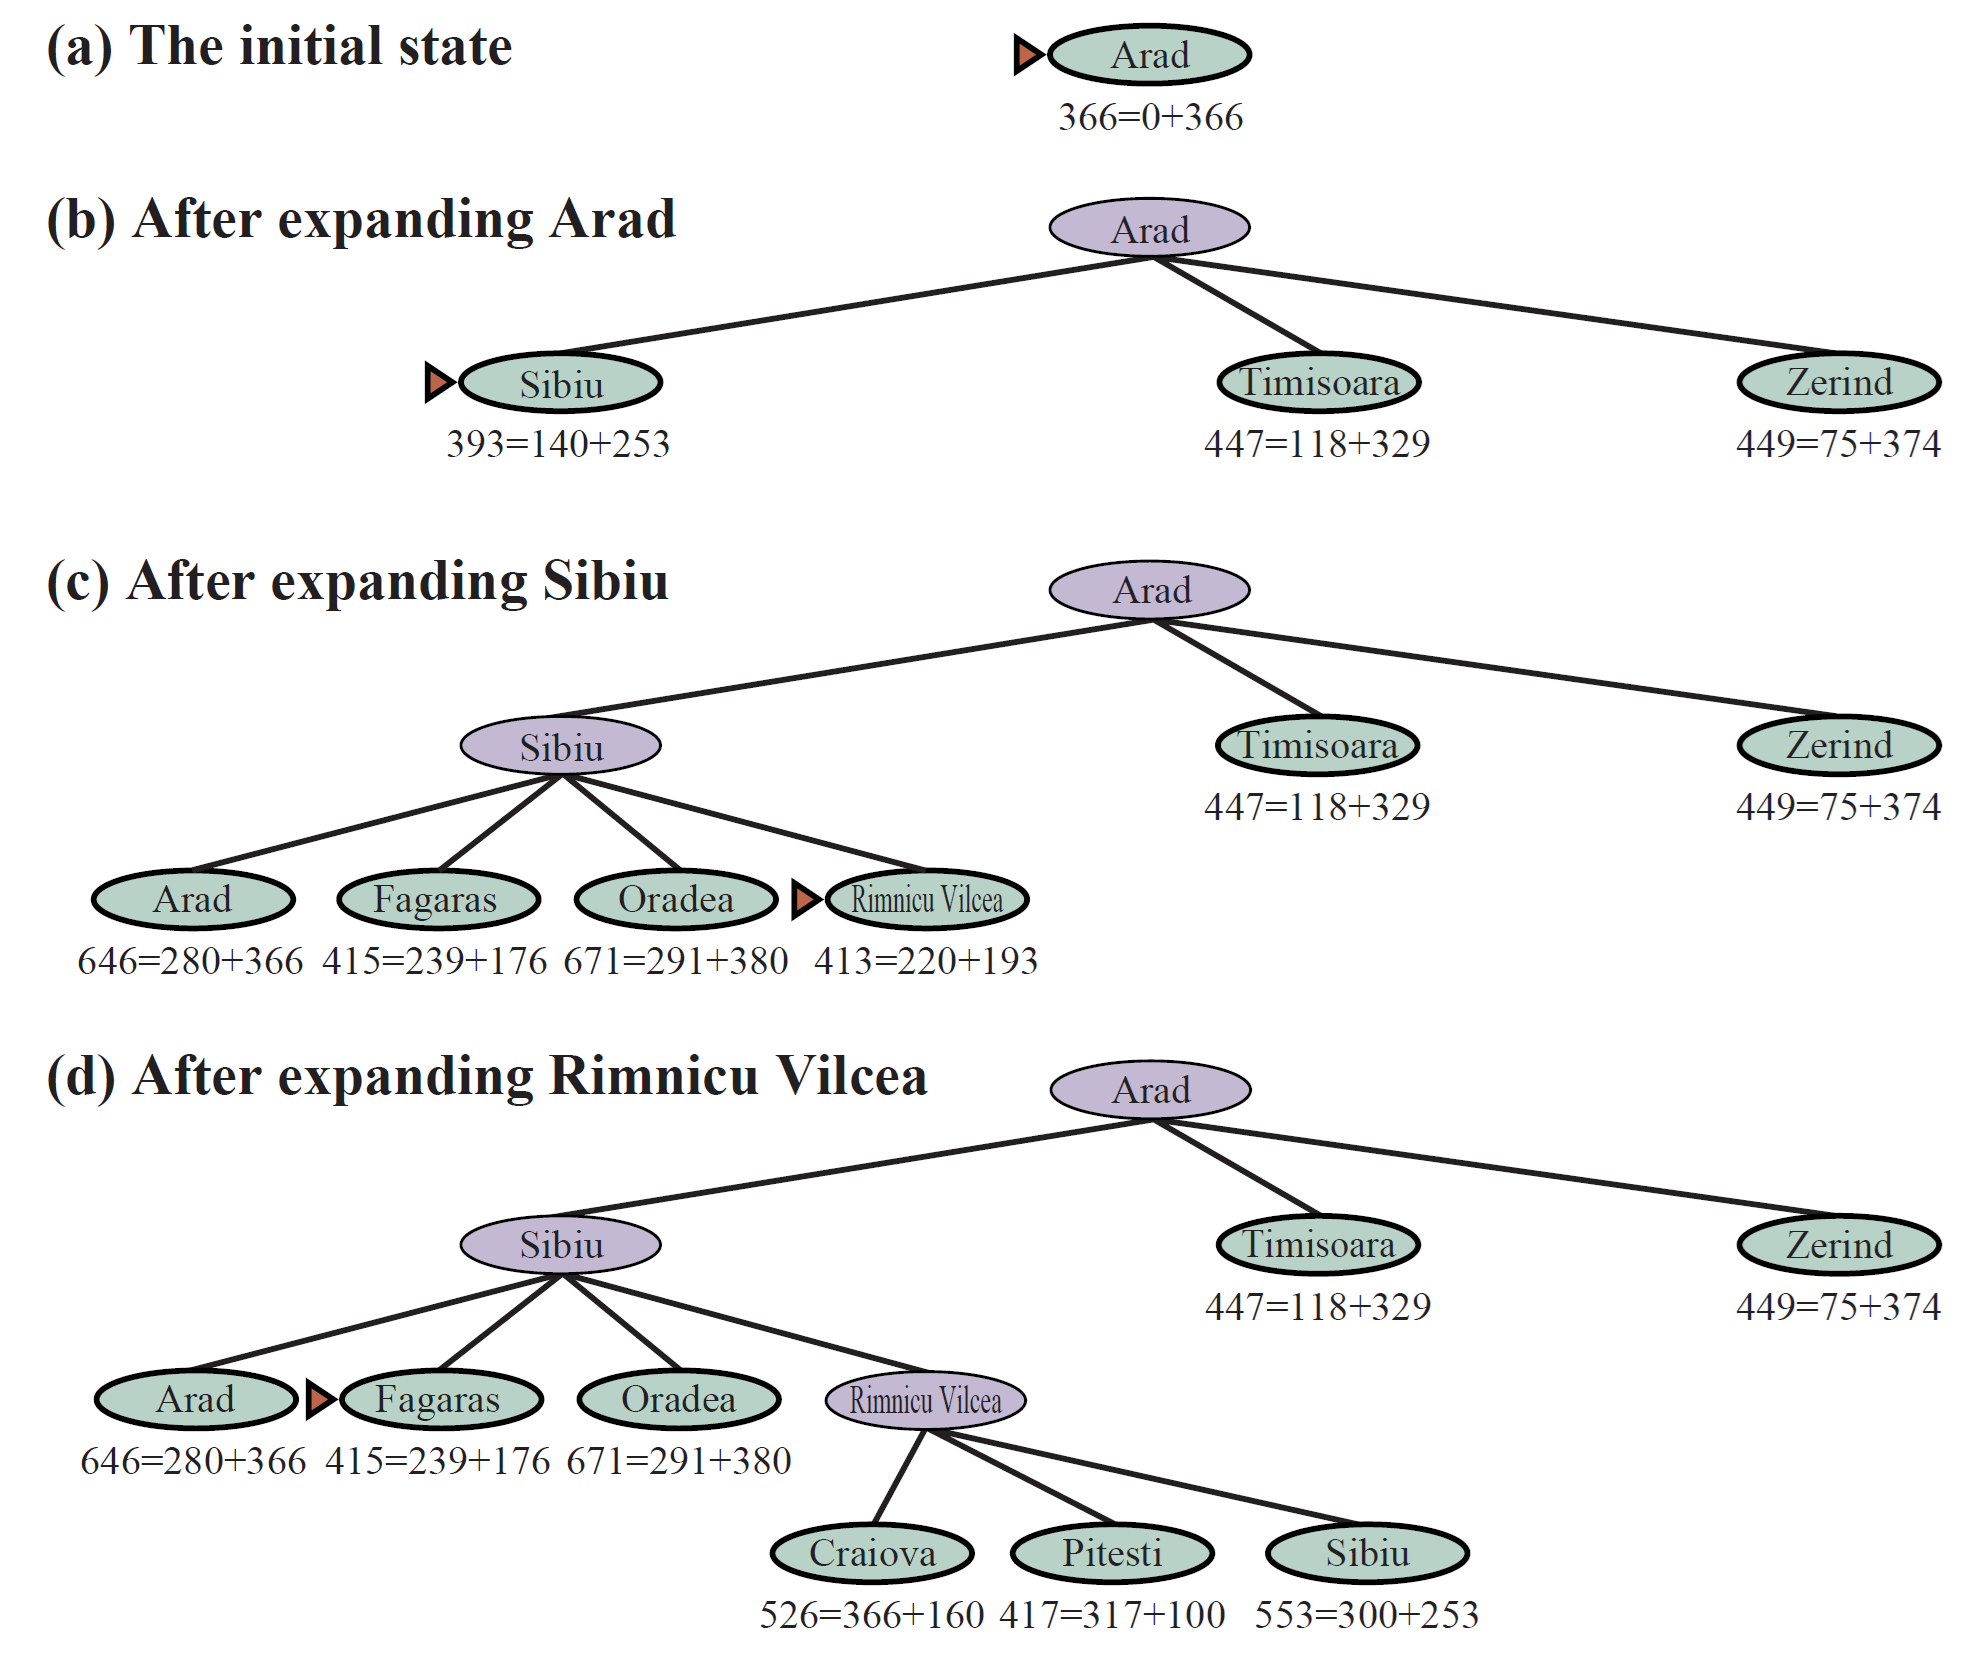 (a) The initial state
Arad
366=0+366
(b) After expanding Arad
Arad
Sibiu Timisoara Zerind
393=140+253 447=118+329 449=75+374
(c) After expanding Sibiu
Arad
Sibiu Timisoara Zerind
447=118+329 449=75+374
Arad Fagaras Oradea Rimnicu Vilcea
646=280+366 415=239+176 671=291+380 413=220+193
(d) After expanding Rimnicu Vilcea
Arad
Sibiu Timisoara Zerind
447=118+329 449=75+374
Arad Fagaras Oradea Rimnicu Vilcea
646=280+366 415=239+176 671=291+380
Craiova Pitesti Sibiu
526=366+160 417=317+100 553=300+253